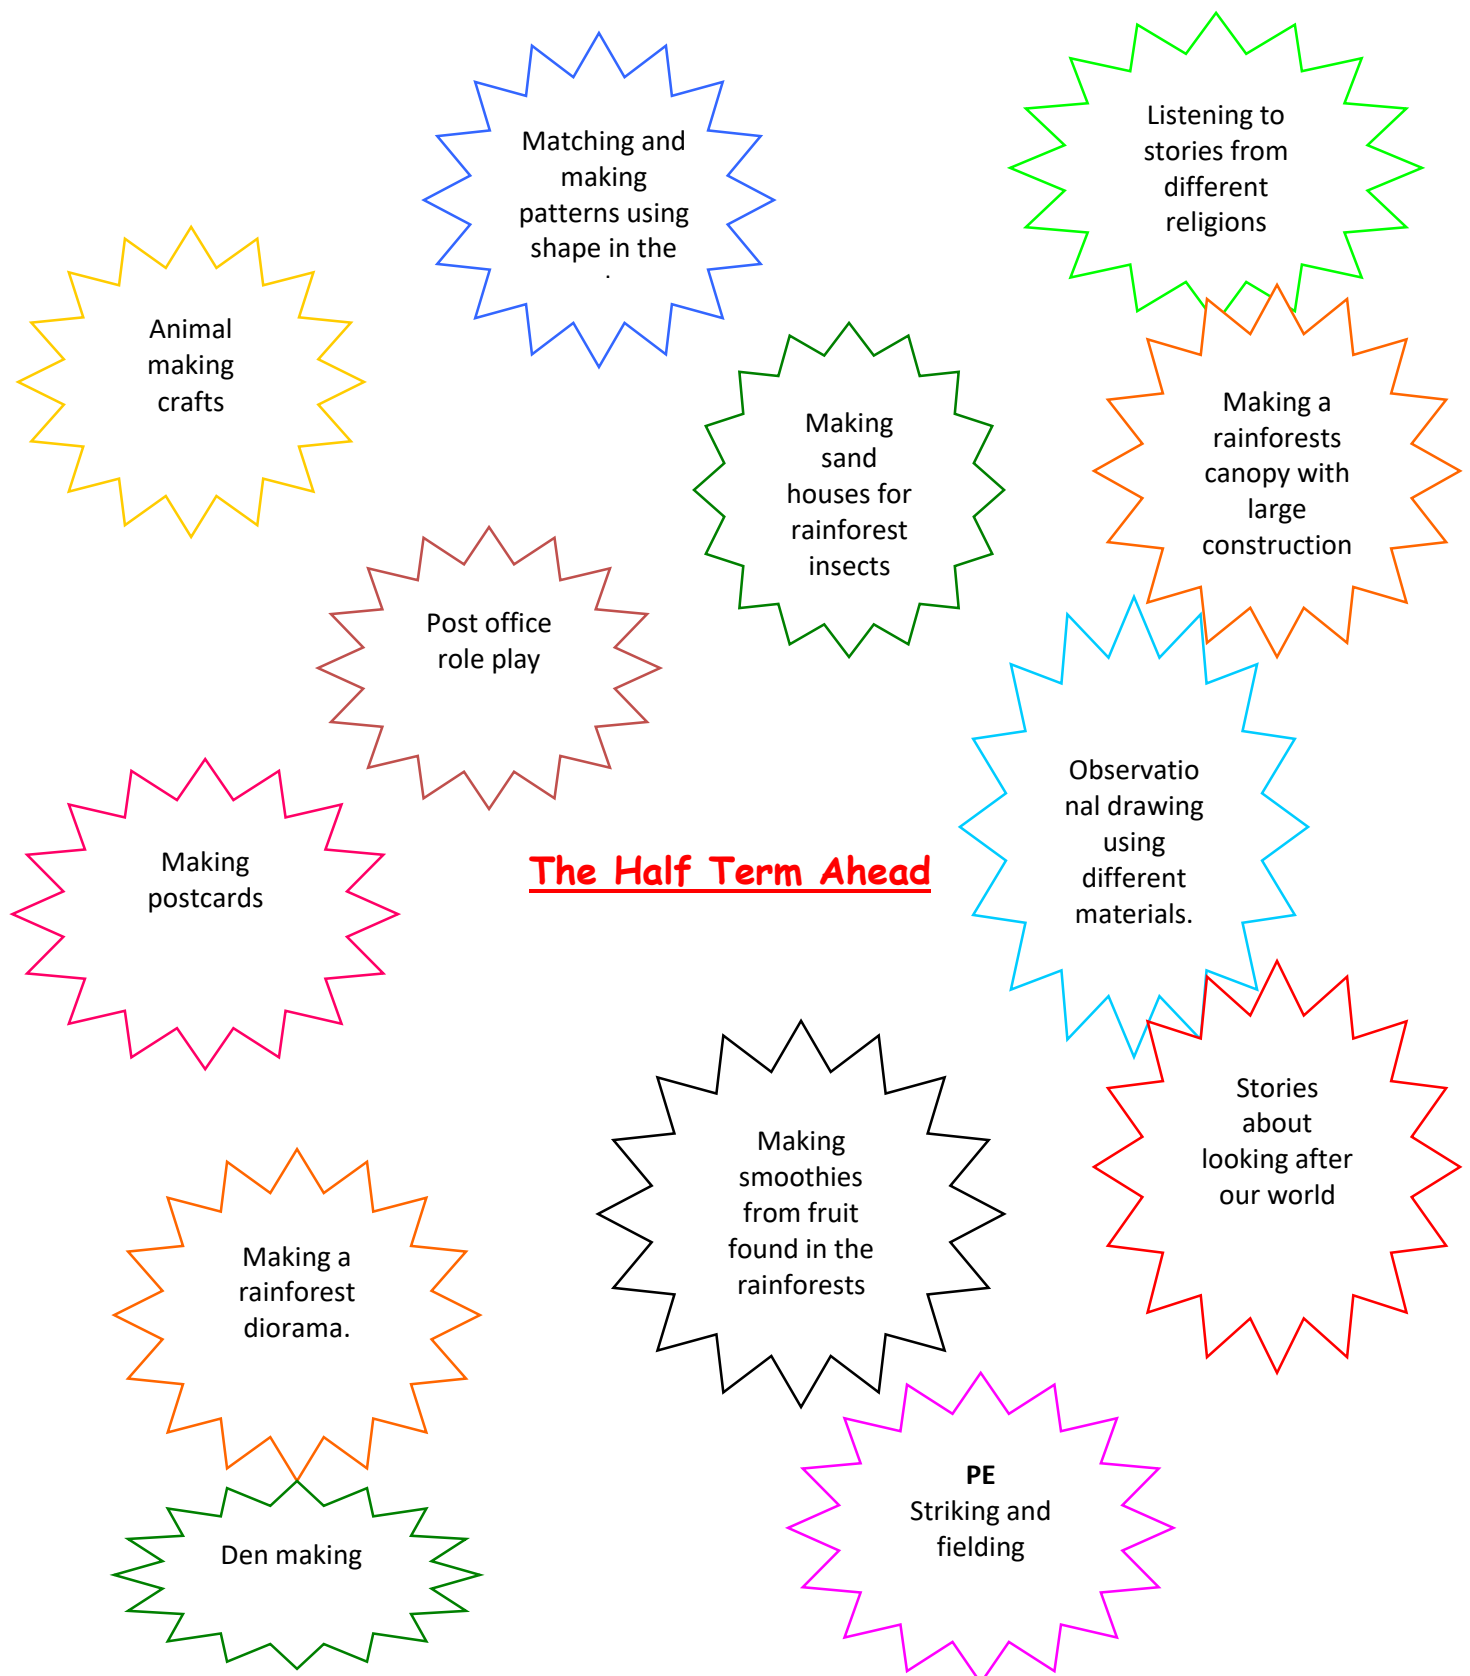 Matching and
making
patterns using
shape in the
.
Listening to
stories from
different
religions
Animal
making
crafts
Making
sand
houses for
rainforest
insects
Making a
rainforests
canopy with
large
construction
Post office
role play
Observatio
nal drawing
using
different
materials.
Making
postcards
The Half Term Ahead
Stories
about
looking after
our world
Making
smoothies
from fruit
found in the
rainforests
Making a
rainforest
diorama.
PE
Striking and
fielding
Den making